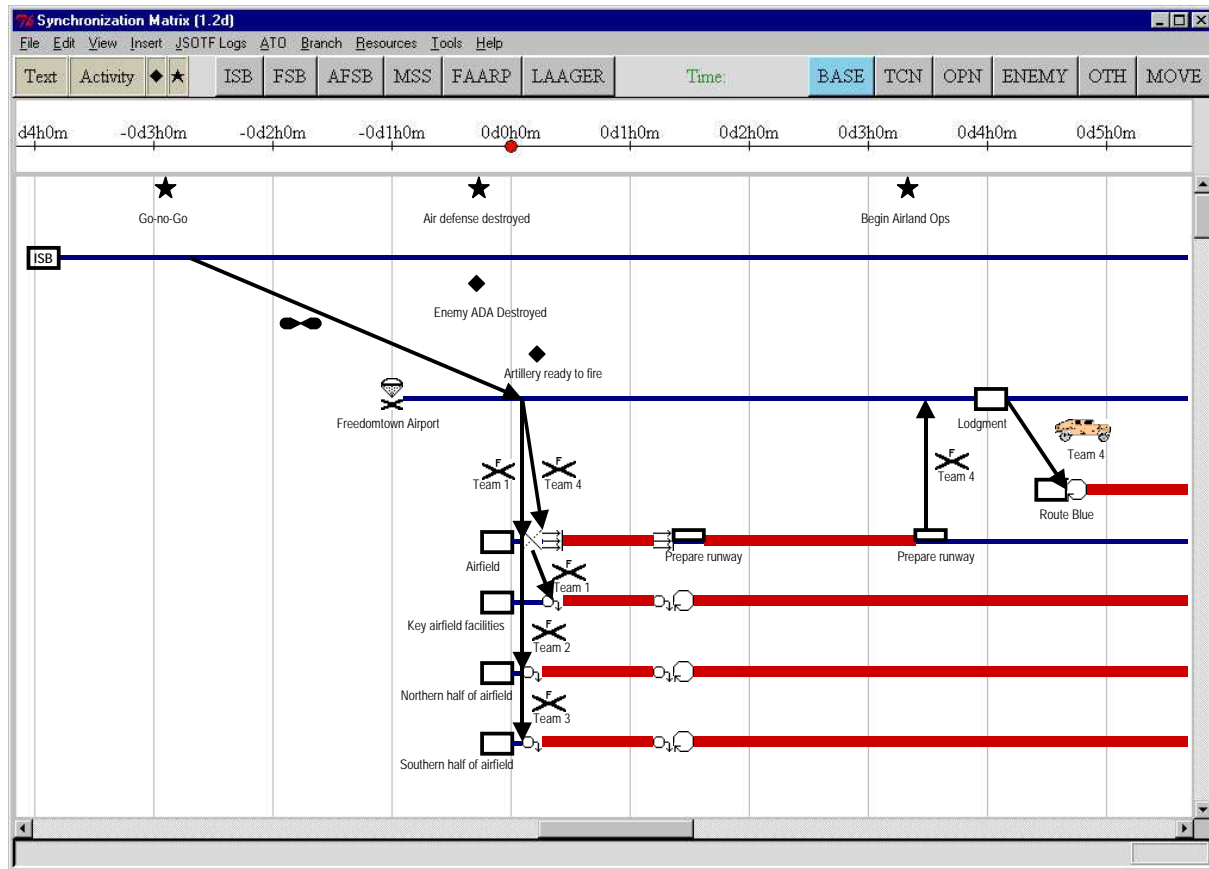 Synchronization Matrix (1.2d)
File Edit View Insert JSOTF Logs ATO Branch Resources Tools Help
Text Activity ISB FSB AFSB MSS FAARP LAAGER Time: BASE TCN OPN ENEMY OTH MOVE
d4h0m -0d3h0m -0d2h0m -0d1h0m 0d0h0m 0d1h0m 0d2h0m 0d3h0m 0d4h0m 0d5h0m
Go-no-Go Air defense destroyed Begin Airland Ops
ISB
Enemy ADA Destroyed
Artillery ready to fire
Freedomtown Airport Lodgment
Team 4
F F F
Team 1 Team 4 Team 4
Route Blue
Airfield Prepare runway Prepare runway
F
Team 1
Key airfield facilities
F
Team 2
Northern half of airfield
F
Team 3
Southern half of airfield